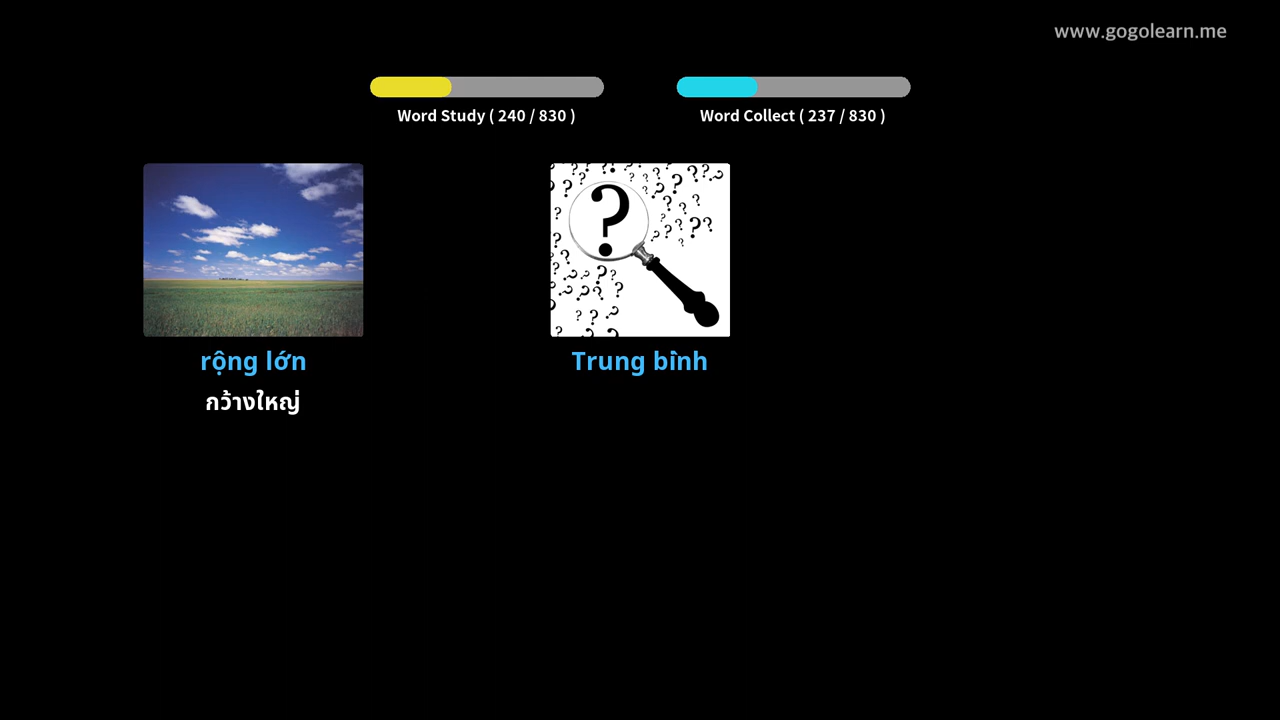 www.gogolearn.me
Word Study ( 240 / 830 )
Word Collect ( 237 / 830 )
rộng lớn
กว้างใหญ่
Trung bình